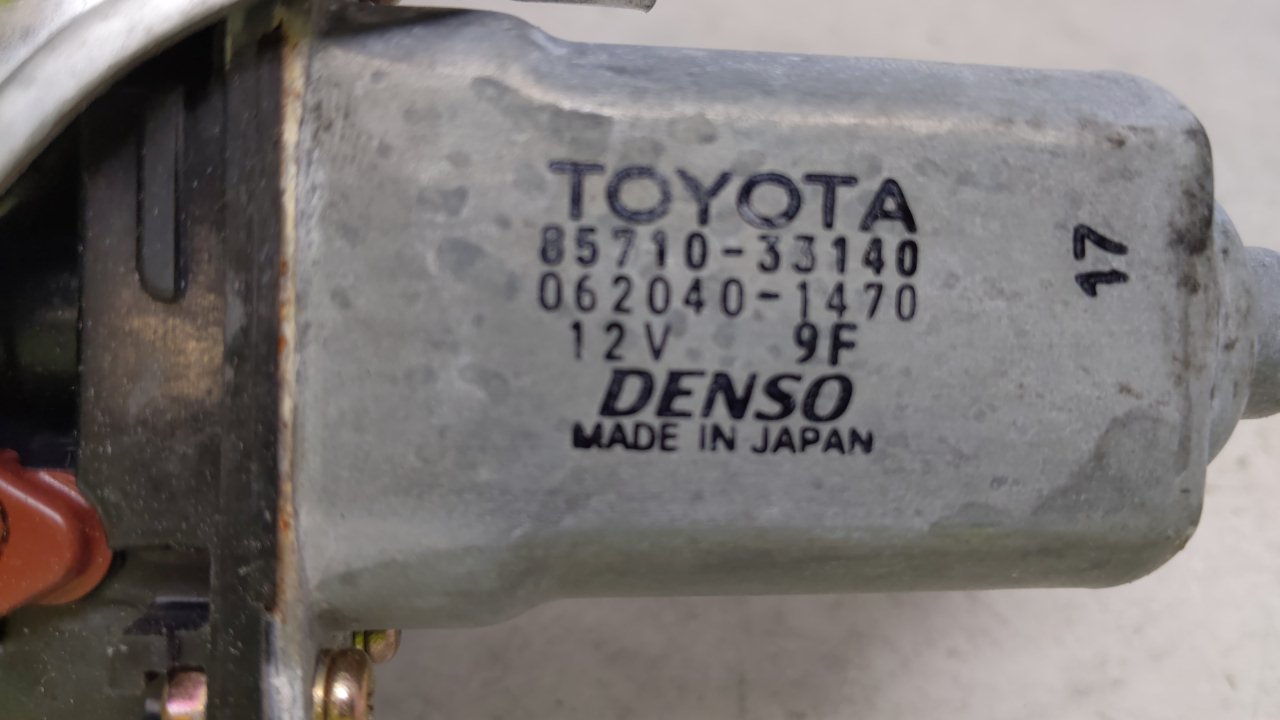 TOYOTA
85710-33140
062040-1470
12V 9F
DENSO
MADE IN JAPAN
17